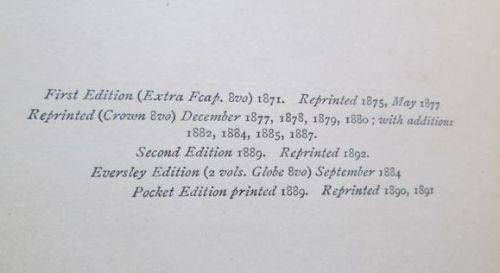 First Edition (Extra Fcap. 8vo) 1871. Reprinted 1875, May 1877
Reprinted (Crown 8vo) December 1877, 1878, 1879, 1880; with additions
1882, 1884, 1885, 1887.
Second Edition 1889. Reprinted 1892.
Eversley Edition (2 vols. Globe 8vo) September 1884
Pocket Edition printed 1889. Reprinted 1890, 1891